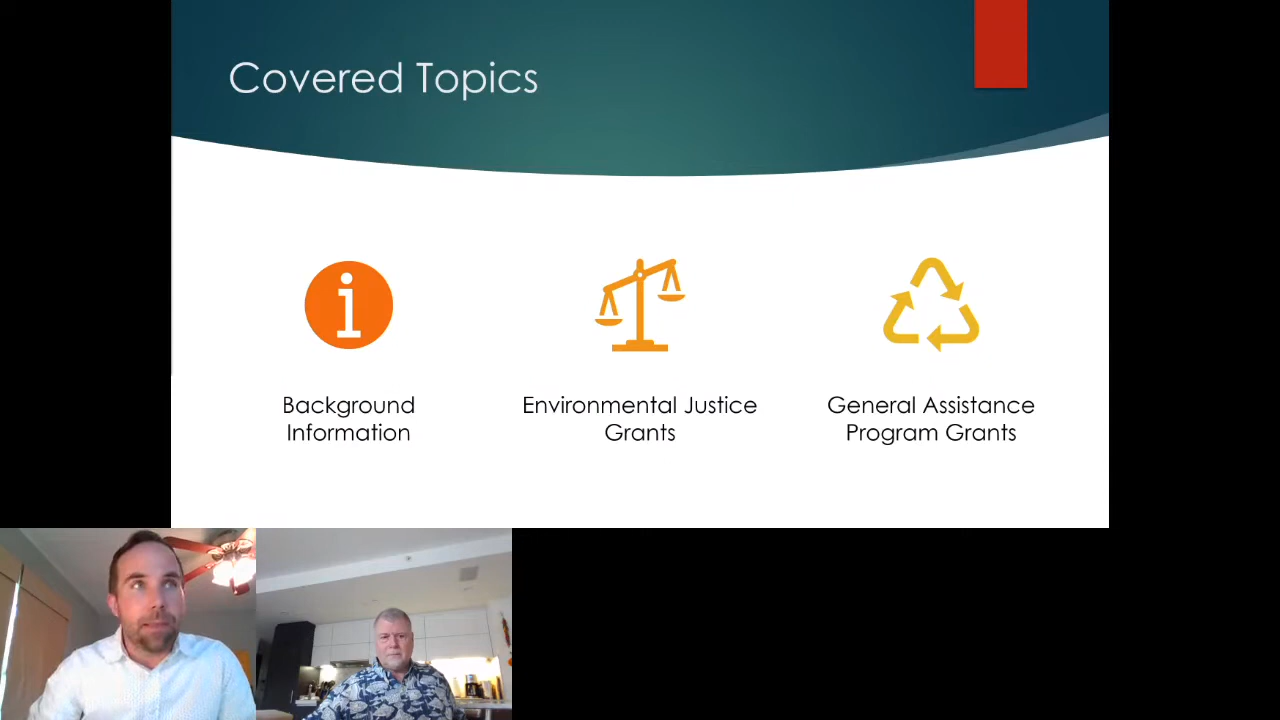 Covered Topics
Background
Information
Environmental Justice
Grants
General Assistance
Program Grants